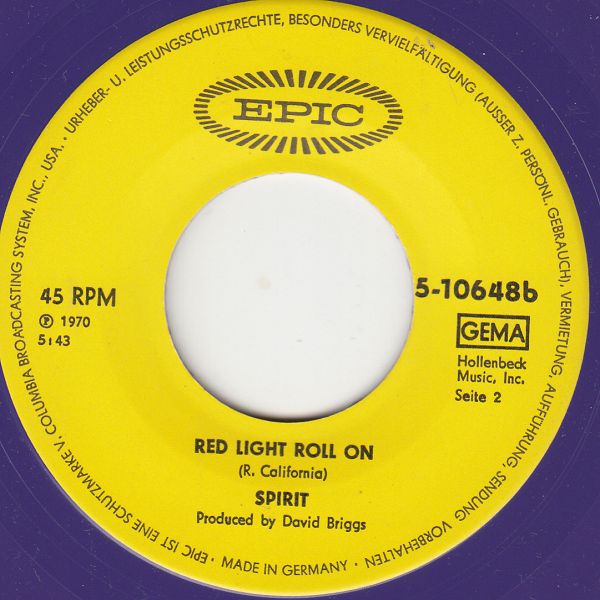 URHEBER- U. LEISTUNGSSCHUTZRECHTE, BESONDERS VERVIELFÄLTIGUNG (AUSSER Z. PERSÖNL. GEBRAUCH), VERMIETUNG, AUFFÜHRUNG, SENDUNG VORBEHALTEN · MADE IN GERMANY · EPIC IST EINE SCHUTZMARKE V. COLUMBIA BROADCASTING SYSTEM, INC., USA. ·
EPIC
45 RPM
Ⓟ 1970
5:43
5-10648b
GEMA
Hollenbeck
Music, Inc.
Seite 2
RED LIGHT ROLL ON
(R. California)
SPIRIT
Produced by David Briggs